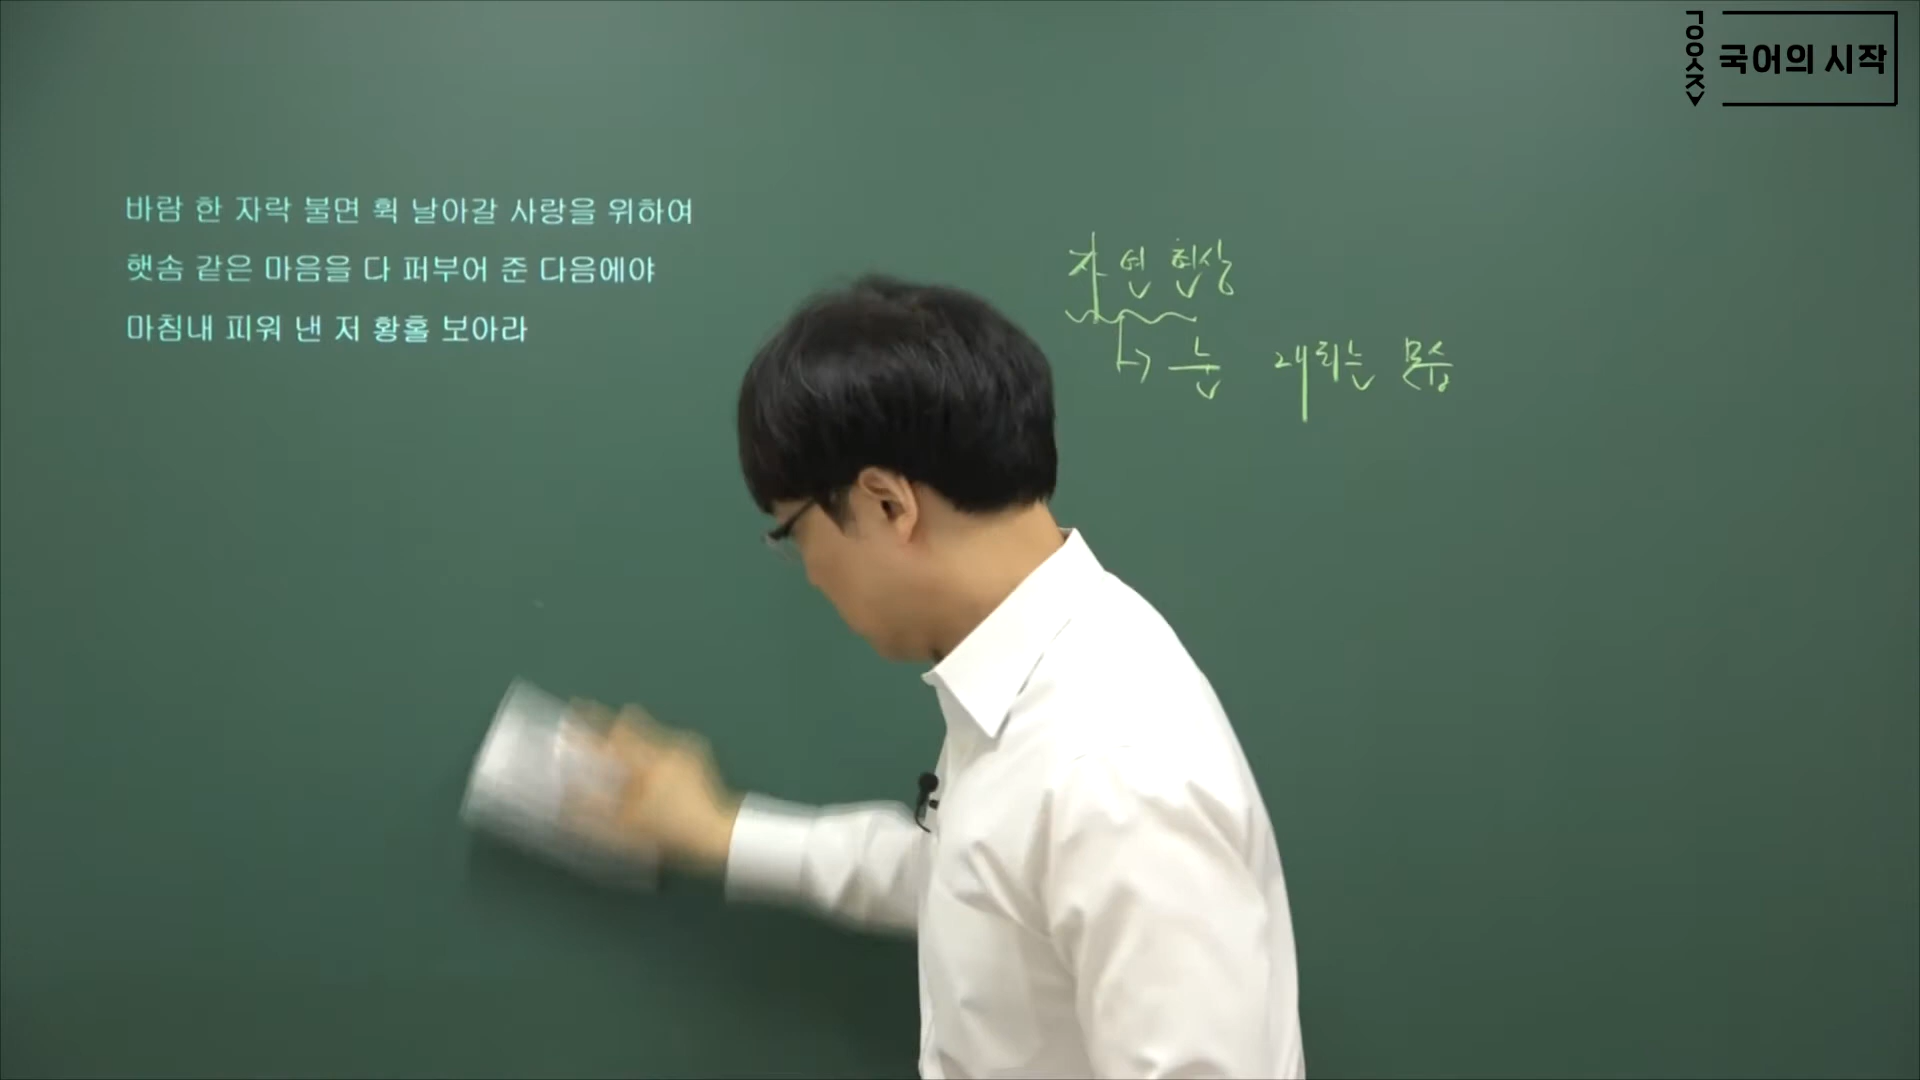 국어의 시작
바람 한 자락 불면 휙 날아갈 사랑을 위하여
햇솜 같은 마음을 다 퍼부어 준 다음에야
마침내 피워 낸 저 황홀 보아라
자연 현상
→ 눈 내리는 모습